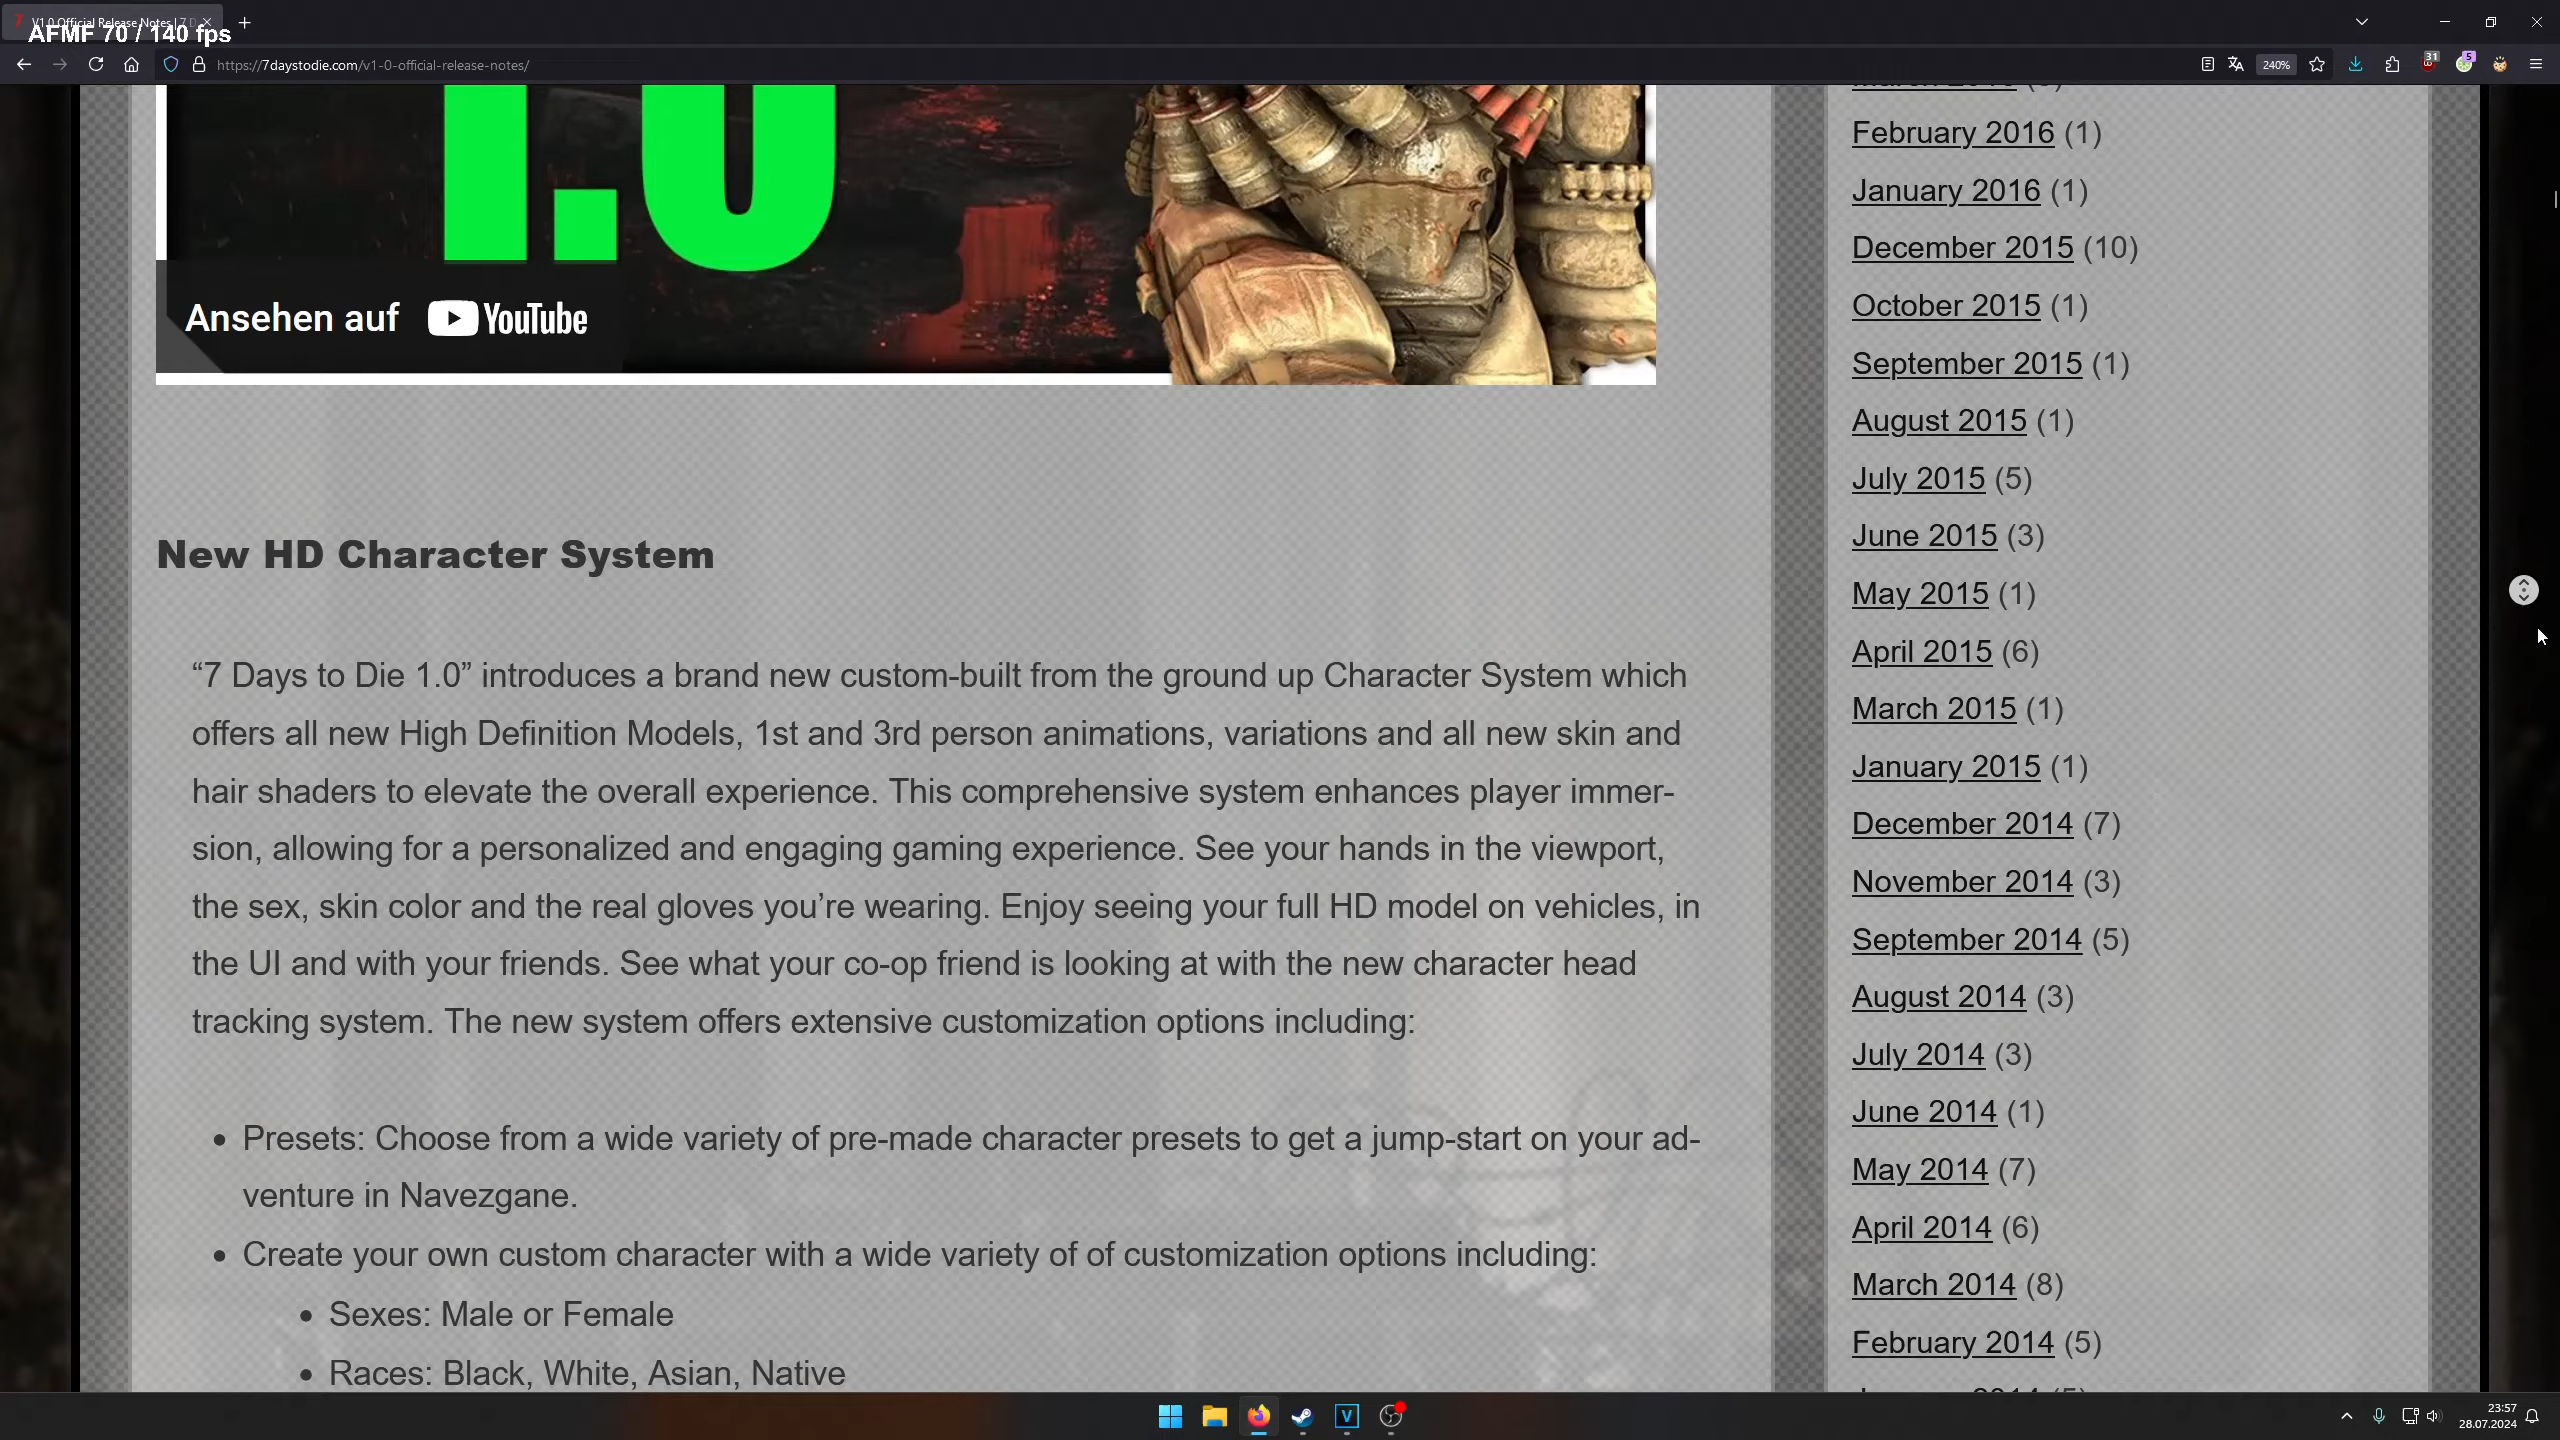 V1.0 Official Release Notes | 7 D
AFMF 70 / 140 fps
https://7daystodie.com/v1-0-official-release-notes/
240%
31
5
1.0
Ansehen auf YouTube
New HD Character System
“7 Days to Die 1.0” introduces a brand new custom-built from the ground up Character System which
offers all new High Definition Models, 1st and 3rd person animations, variations and all new skin and
hair shaders to elevate the overall experience. This comprehensive system enhances player immer-
sion, allowing for a personalized and engaging gaming experience. See your hands in the viewport,
the sex, skin color and the real gloves you’re wearing. Enjoy seeing your full HD model on vehicles, in
the UI and with your friends. See what your co-op friend is looking at with the new character head
tracking system. The new system offers extensive customization options including:
• Presets: Choose from a wide variety of pre-made character presets to get a jump-start on your ad-
venture in Navezgane.
• Create your own custom character with a wide variety of of customization options including:
• Sexes: Male or Female
• Races: Black, White, Asian, Native
February 2016 (1)
January 2016 (1)
December 2015 (10)
October 2015 (1)
September 2015 (1)
August 2015 (1)
July 2015 (5)
June 2015 (3)
May 2015 (1)
April 2015 (6)
March 2015 (1)
January 2015 (1)
December 2014 (7)
November 2014 (3)
September 2014 (5)
August 2014 (3)
July 2014 (3)
June 2014 (1)
May 2014 (7)
April 2014 (6)
March 2014 (8)
February 2014 (5)
V
23:57
28.07.2024